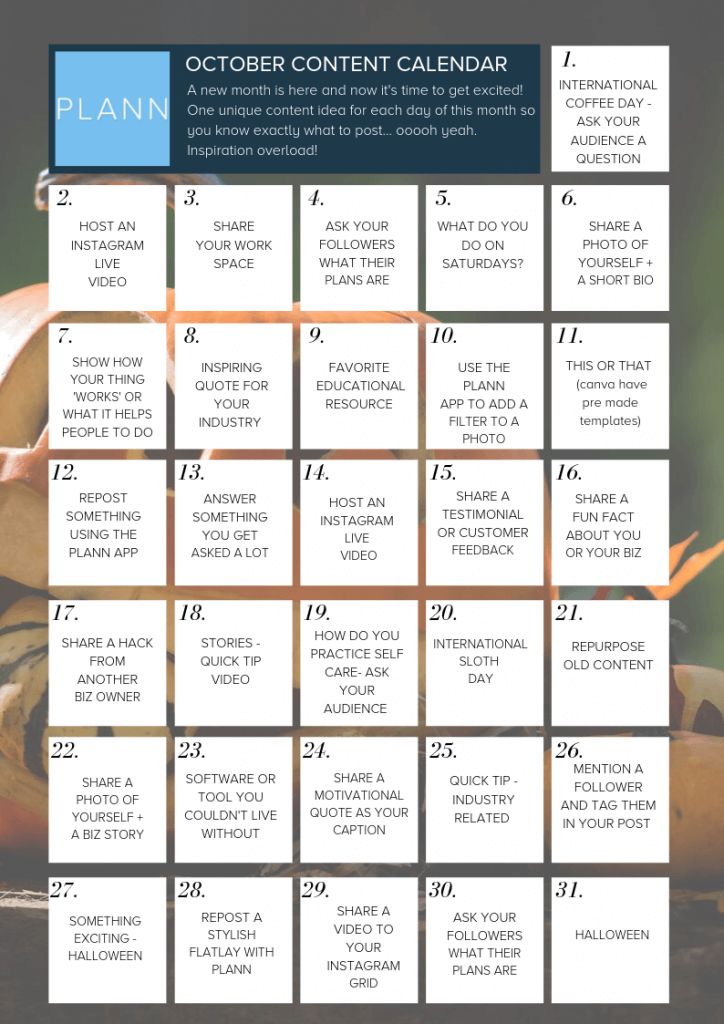 PLANN
OCTOBER CONTENT CALENDAR
A new month is here and now it's time to get excited!
One unique content idea for each day of this month so
you know exactly what to post... ooooh yeah.
Inspiration overload!
1.
INTERNATIONAL
COFFEE DAY -
ASK YOUR
AUDIENCE A
QUESTION
2.
HOST AN
INSTAGRAM
LIVE
VIDEO
3.
SHARE
YOUR WORK
SPACE
4.
ASK YOUR
FOLLOWERS
WHAT THEIR
PLANS ARE
5.
WHAT DO YOU
DO ON
SATURDAYS?
6.
SHARE A
PHOTO OF
YOURSELF +
A SHORT BIO
7.
SHOW HOW
YOUR THING
'WORKS' OR
WHAT IT HELPS
PEOPLE TO DO
8.
INSPIRING
QUOTE FOR
YOUR
INDUSTRY
9.
FAVORITE
EDUCATIONAL
RESOURCE
10.
USE THE
PLANN
APP TO ADD A
FILTER TO A
PHOTO
11.
THIS OR THAT
(canva have
pre made
templates)
12.
REPOST
SOMETHING
USING THE
PLANN APP
13.
ANSWER
SOMETHING
YOU GET
ASKED A LOT
14.
HOST AN
INSTAGRAM
LIVE
VIDEO
15.
SHARE A
TESTIMONIAL
OR CUSTOMER
FEEDBACK
16.
SHARE A
FUN FACT
ABOUT YOU
OR YOUR BIZ
17.
SHARE A HACK
FROM
ANOTHER
BIZ OWNER
18.
STORIES -
QUICK TIP
VIDEO
19.
HOW DO YOU
PRACTICE SELF
CARE- ASK
YOUR
AUDIENCE
20.
INTERNATIONAL
SLOTH
DAY
21.
REPURPOSE
OLD CONTENT
22.
SHARE A
PHOTO OF
YOURSELF +
A BIZ STORY
23.
SOFTWARE OR
TOOL YOU
COULDN'T LIVE
WITHOUT
24.
SHARE A
MOTIVATIONAL
QUOTE AS YOUR
CAPTION
25.
QUICK TIP -
INDUSTRY
RELATED
26.
MENTION A
FOLLOWER
AND TAG THEM
IN YOUR POST
27.
SOMETHING
EXCITING -
HALLOWEEN
28.
REPOST A
STYLISH
FLATLAY WITH
PLANN
29.
SHARE A
VIDEO TO
YOUR
INSTAGRAM
GRID
30.
ASK YOUR
FOLLOWERS
WHAT THEIR
PLANS ARE
31.
HALLOWEEN